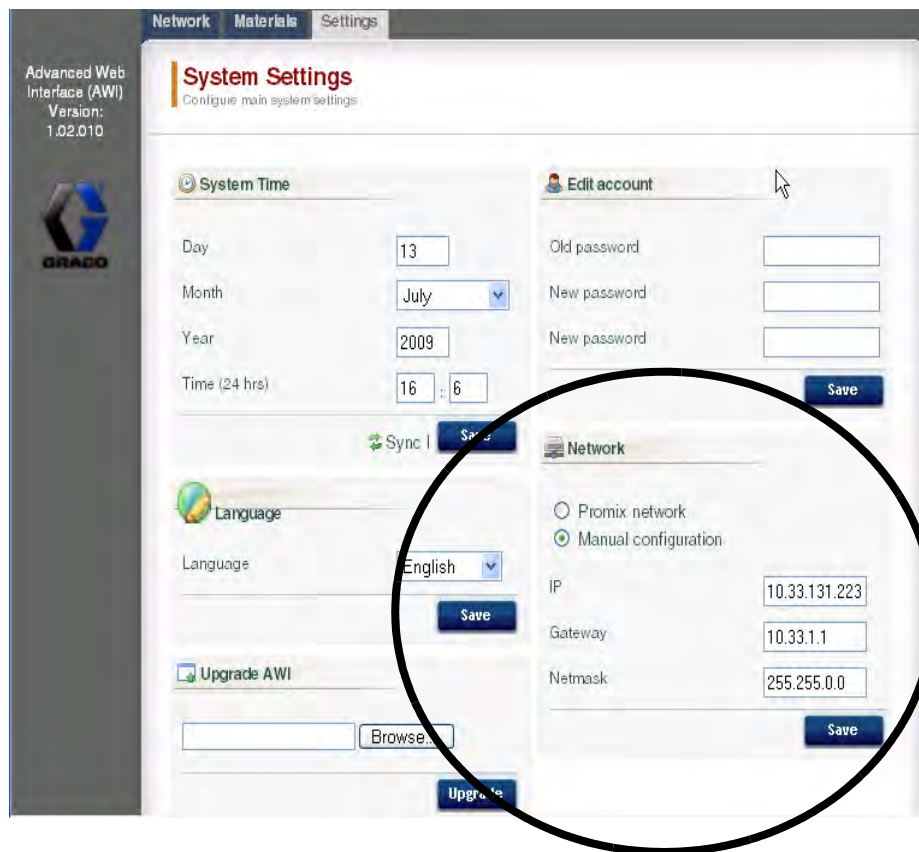 Network Materials Settings
Advanced Web
Interface (AWI)
Version:
1.02.010
GRACO
System Settings
Configure main system settings
System Time
Day 13
Month July
Year 2009
Time (24 hrs) 16 : 6
Sync | Save
Language
Language English
Save
Upgrade AWI
Browse...
Upgrade
Edit account
Old password
New password
New password
Save
Network
Promix network
Manual configuration
IP 10.33.131.223
Gateway 10.33.1.1
Netmask 255.255.0.0
Save